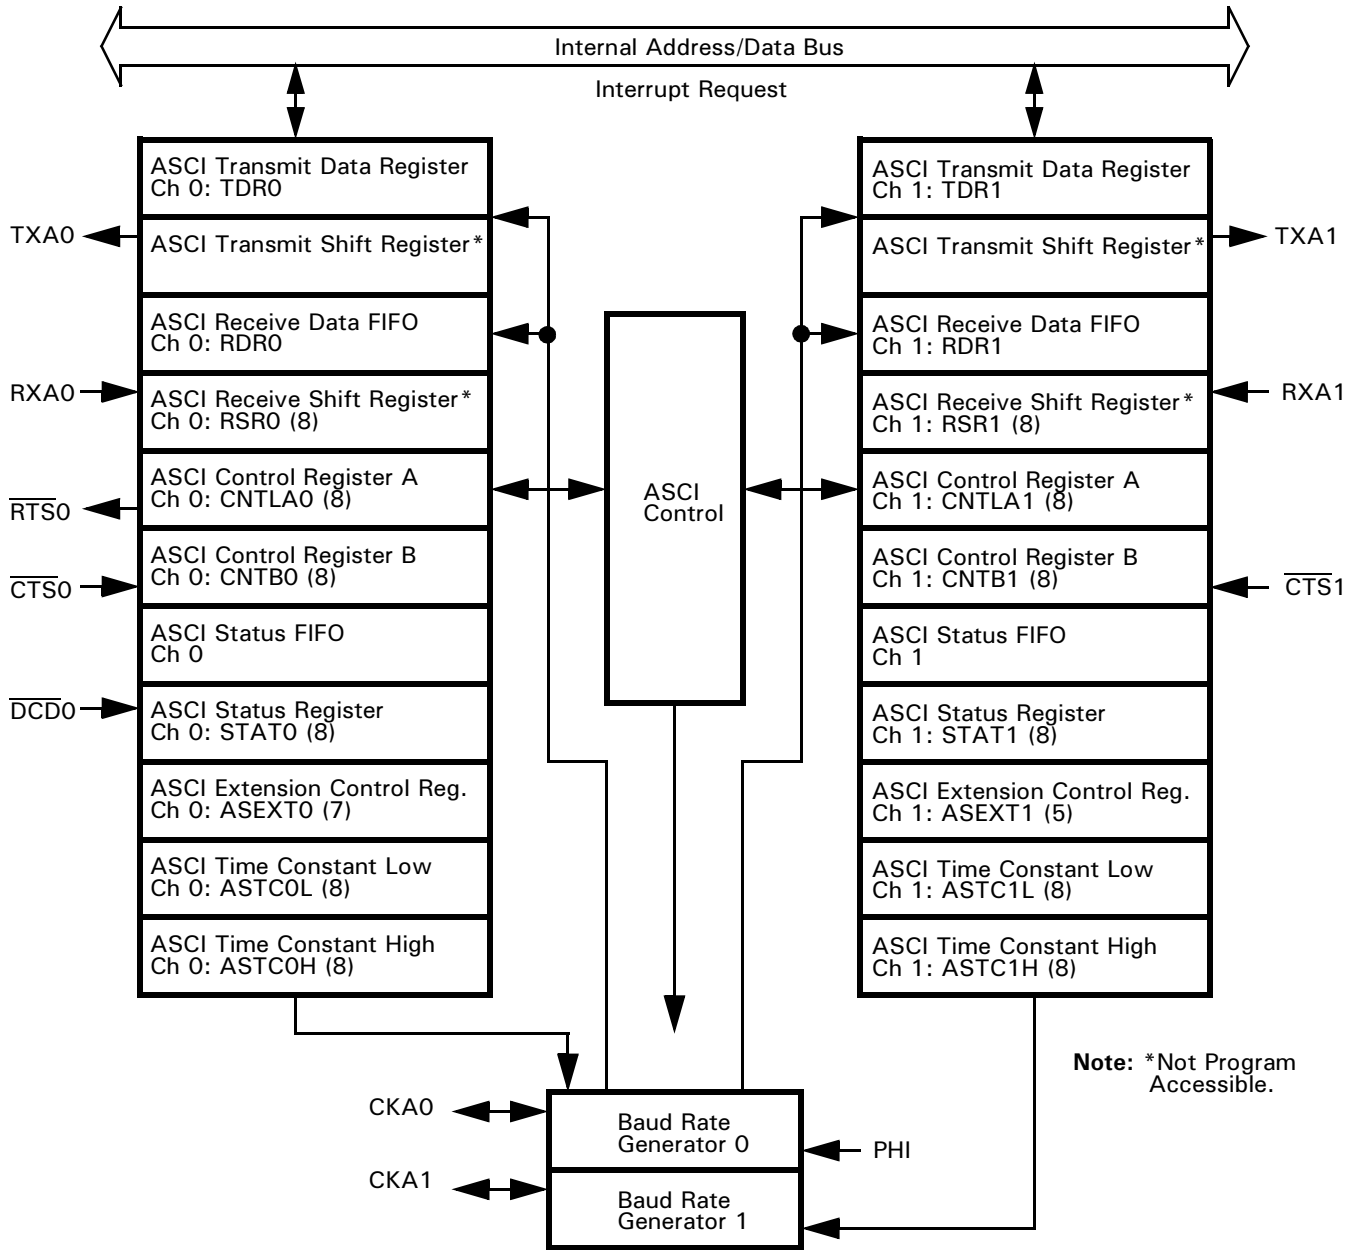 Internal Address/Data Bus
Interrupt Request
ASCI Transmit Data Register
Ch 0: TDR0
TXA0
ASCI Transmit Shift Register*
ASCI Receive Data FIFO
Ch 0: RDR0
RXA0
ASCI Receive Shift Register*
Ch 0: RSR0 (8)
ASCI Control Register A
Ch 0: CNTLA0 (8)
RTS0
ASCI Control Register B
Ch 0: CNTB0 (8)
CTS0
ASCI Status FIFO
Ch 0
DCD0
ASCI Status Register
Ch 0: STAT0 (8)
ASCI Extension Control Reg.
Ch 0: ASEXT0 (7)
ASCI Time Constant Low
Ch 0: ASTC0L (8)
ASCI Time Constant High
Ch 0: ASTC0H (8)
ASCI
Control
ASCI Transmit Data Register
Ch 1: TDR1
ASCI Transmit Shift Register*
TXA1
ASCI Receive Data FIFO
Ch 1: RDR1
ASCI Receive Shift Register*
Ch 1: RSR1 (8)
RXA1
ASCI Control Register A
Ch 1: CNTLA1 (8)
ASCI Control Register B
Ch 1: CNTB1 (8)
CTS1
ASCI Status FIFO
Ch 1
ASCI Status Register
Ch 1: STAT1 (8)
ASCI Extension Control Reg.
Ch 1: ASEXT1 (5)
ASCI Time Constant Low
Ch 1: ASTC1L (8)
ASCI Time Constant High
Ch 1: ASTC1H (8)
Note: *Not Program
Accessible.
CKA0
Baud Rate
Generator 0
PHI
CKA1
Baud Rate
Generator 1